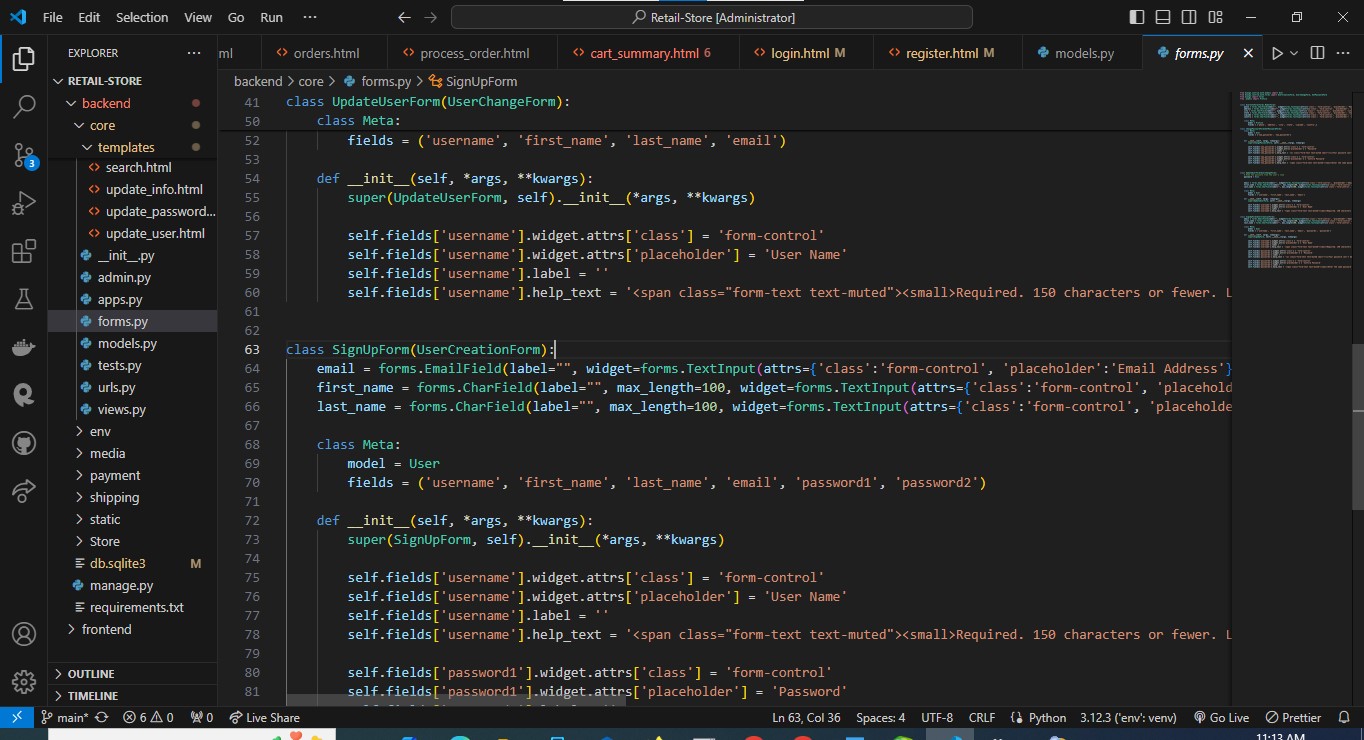 File Edit Selection View Go Run ··· Retail-Store [Administrator]
EXPLORER ···
ml orders.html process_order.html cart_summary.html 6 login.html M register.html M models.py forms.py
RETAIL-STORE
backend > core > forms.py > SignUpForm
backend
core
templates
search.html
update_info.html
update_password...
update_user.html
__init__.py
admin.py
apps.py
forms.py
models.py
tests.py
urls.py
views.py
env
media
payment
shipping
static
Store
db.sqlite3 M
manage.py
requirements.txt
frontend
OUTLINE
TIMELINE
3
41 class UpdateUserForm(UserChangeForm):
50 class Meta:
52 fields = ('username', 'first_name', 'last_name', 'email')
53
54 def __init__(self, *args, **kwargs):
55 super(UpdateUserForm, self).__init__(*args, **kwargs)
56
57 self.fields['username'].widget.attrs['class'] = 'form-control'
58 self.fields['username'].widget.attrs['placeholder'] = 'User Name'
59 self.fields['username'].label = ''
60 self.fields['username'].help_text = '<span class="form-text text-muted"><small>Required. 150 characters or fewer. L
61
62
63 class SignUpForm(UserCreationForm):
64 email = forms.EmailField(label="", widget=forms.TextInput(attrs={'class':'form-control', 'placeholder':'Email Address'}
65 first_name = forms.CharField(label="", max_length=100, widget=forms.TextInput(attrs={'class':'form-control', 'placehold
66 last_name = forms.CharField(label="", max_length=100, widget=forms.TextInput(attrs={'class':'form-control', 'placeholde
67
68 class Meta:
69 model = User
70 fields = ('username', 'first_name', 'last_name', 'email', 'password1', 'password2')
71
72 def __init__(self, *args, **kwargs):
73 super(SignUpForm, self).__init__(*args, **kwargs)
74
75 self.fields['username'].widget.attrs['class'] = 'form-control'
76 self.fields['username'].widget.attrs['placeholder'] = 'User Name'
77 self.fields['username'].label = ''
78 self.fields['username'].help_text = '<span class="form-text text-muted"><small>Required. 150 characters or fewer. L
79
80 self.fields['password1'].widget.attrs['class'] = 'form-control'
81 self.fields['password1'].widget.attrs['placeholder'] = 'Password'
main* 6 0 0 Live Share Ln 63, Col 36 Spaces: 4 UTF-8 CRLF Python 3.12.3 ('env': venv) Go Live Prettier
11:13 AM